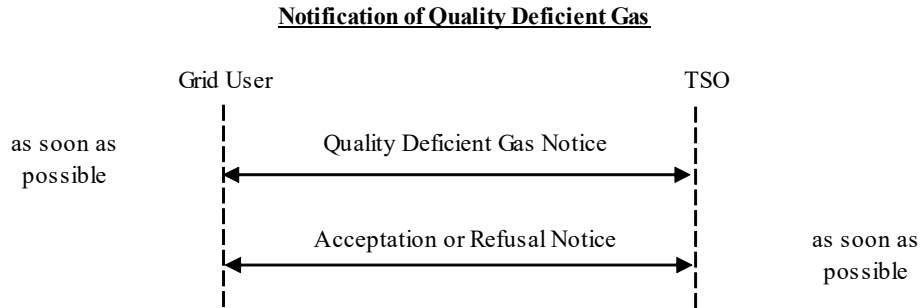 Notification of Quality Deficient Gas
Grid User
TSO
as soon as
possible
Quality Deficient Gas Notice
Acceptation or Refusal Notice
as soon as
possible